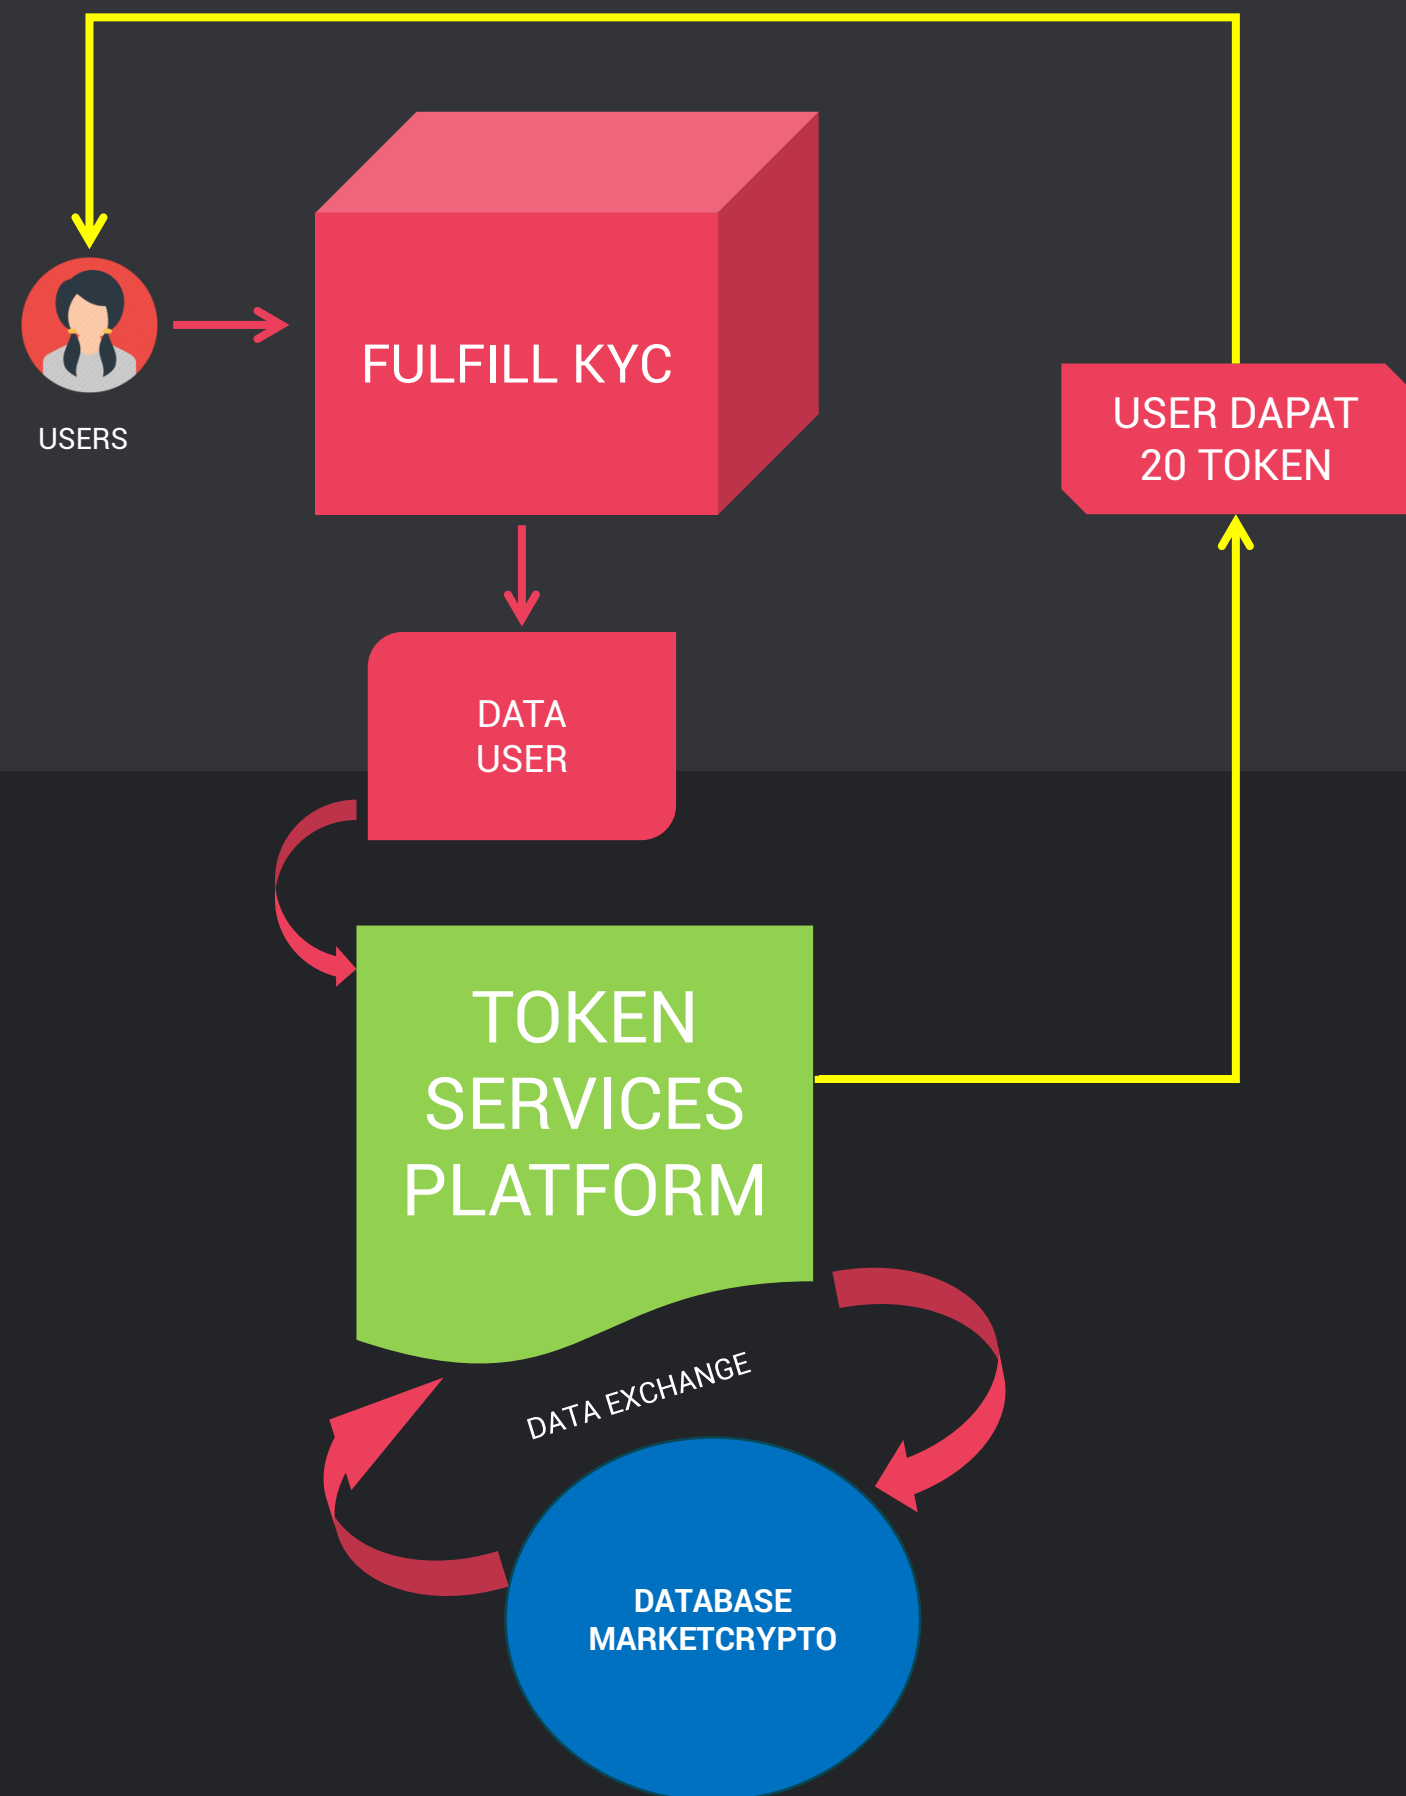 FULFILL KYC
USERS
USER DAPAT
20 TOKEN
DATA
USER
TOKEN
SERVICES
PLATFORM
DATA EXCHANGE
DATABASE
MARKETCRYPTO